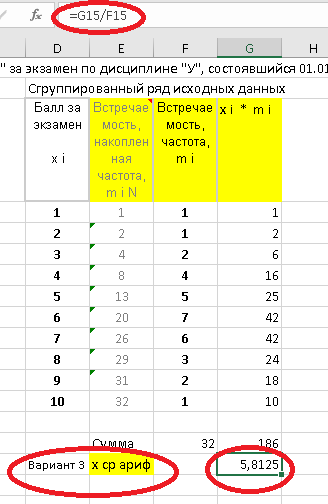 fx =G15/F15
D E F G H
" за экзамен по дисциплине "У", состоявшийся 01.01
Сгруппированный ряд исходных данных
Балл за экзамен x i Встречаемость, накопленная частота, m i N Встречаемость, частота, m i x i * m i
1 1 1 1
2 2 1 2
3 4 2 6
4 8 4 16
5 13 5 25
6 20 7 42
7 26 6 42
8 29 3 24
9 31 2 18
10 32 1 10
Сумма 32 186
Вариант 3 х ср ариф 5,8125